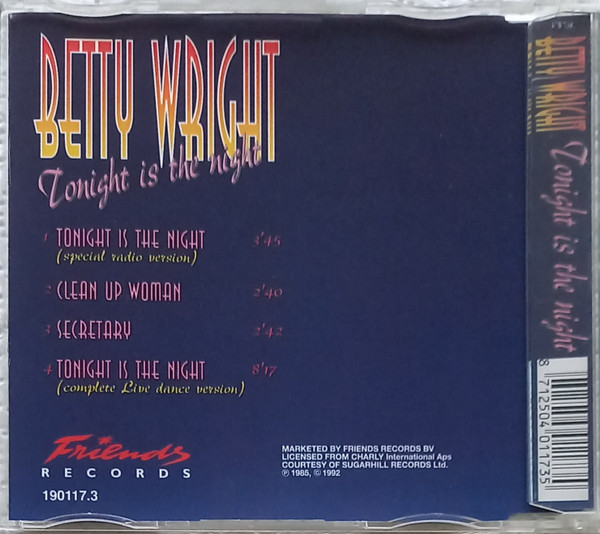 BETTY WRIGHT
Tonight is the night
1 TONIGHT IS THE NIGHT 3'45
(special radio version)
2 CLEAN UP WOMAN 2'40
3 SECRETARY 2'42
4 TONIGHT IS THE NIGHT 8'17
(complete Live dance version)
Friends
RECORDS
190117.3
MARKETED BY FRIENDS RECORDS BV
LICENSED FROM CHARLY International Aps
COURTESY OF SUGARHILL RECORDS Ltd.
℗ 1985, © 1992
BETTY WRIGHT
Tonight is the night
8 712504 011735